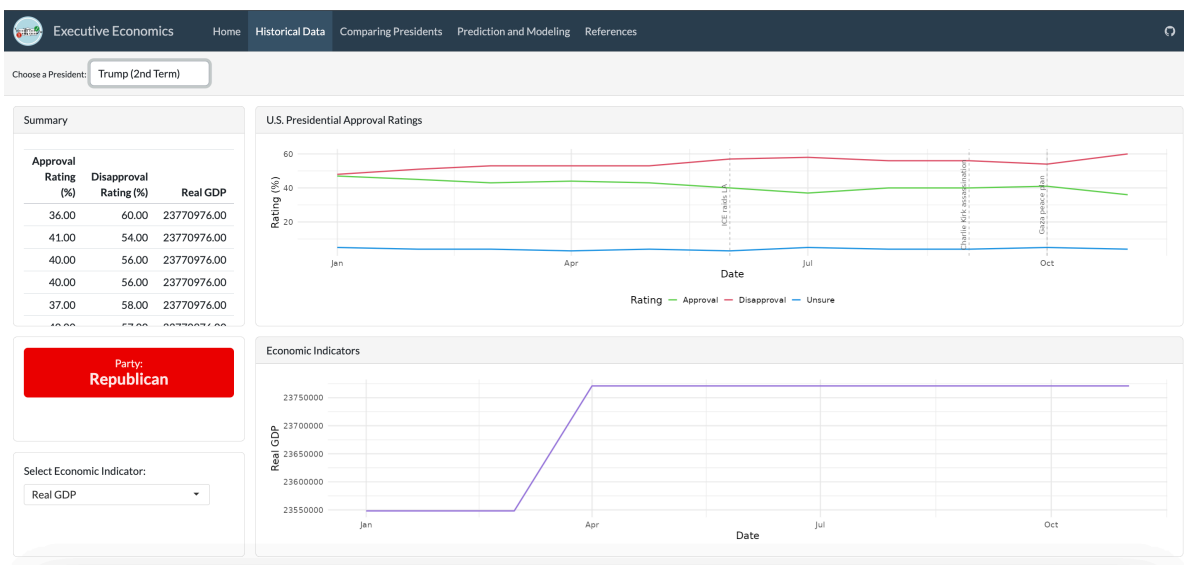 Executive Economics Home Historical Data Comparing Presidents Prediction and Modeling References
Choose a President: Trump (2nd Term)
Summary
Approval Rating (%) Disapproval Rating (%) Real GDP
36.00 60.00 23770976.00
41.00 54.00 23770976.00
40.00 56.00 23770976.00
40.00 56.00 23770976.00
37.00 58.00 23770976.00
Party:
Republican
Select Economic Indicator:
Real GDP
U.S. Presidential Approval Ratings
Rating (%)
60
40
20
ICE raids LA
Charlie Kirk assassination
Gaza peace plan
Jan Apr Jul Oct
Date
Rating Approval Disapproval Unsure
Economic Indicators
Real GDP
23750000
23700000
23650000
23600000
23550000
Jan Apr Jul Oct
Date